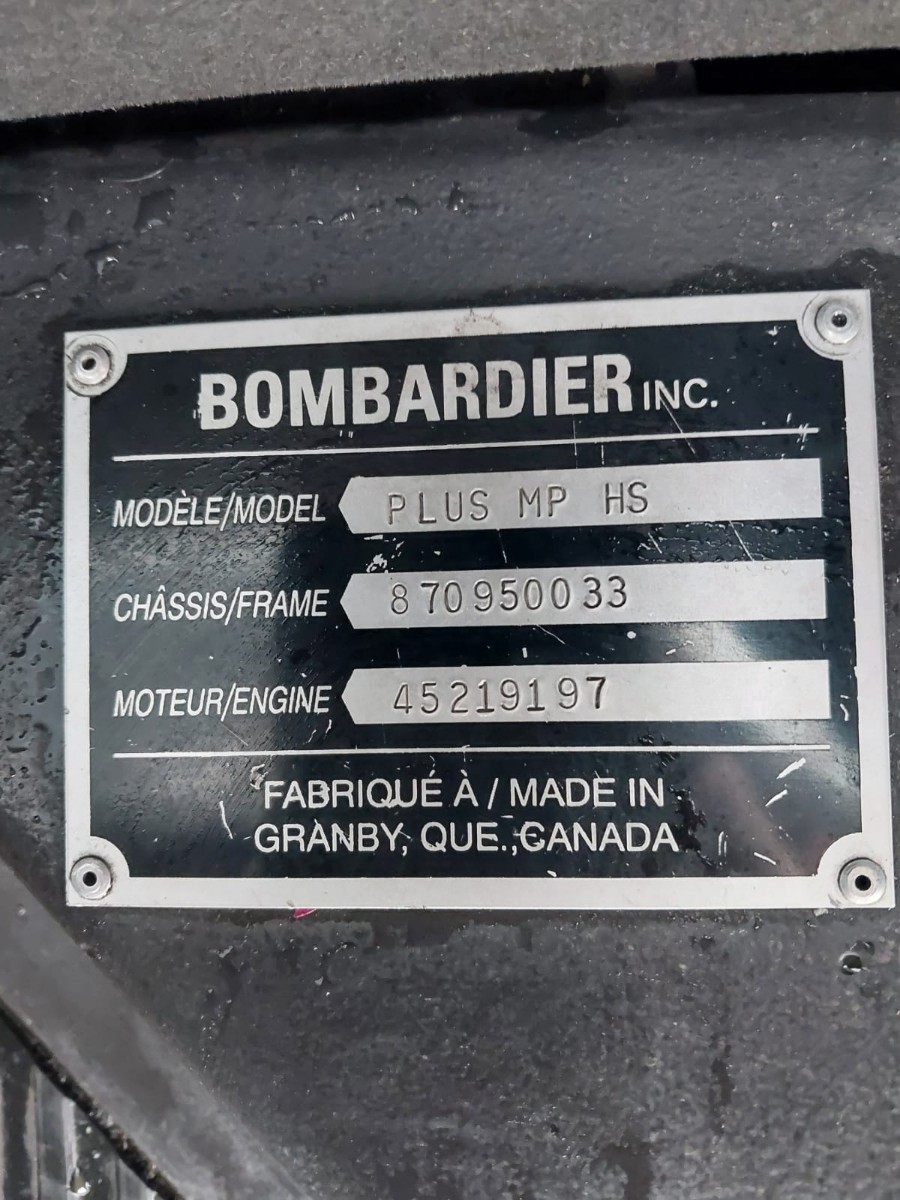 BOMBARDIER INC.
MODÈLE/MODEL PLUS MP HS
CHÂSSIS/FRAME 870950033
MOTEUR/ENGINE 45219197
FABRIQUÉ À / MADE IN
GRANBY, QUE., CANADA